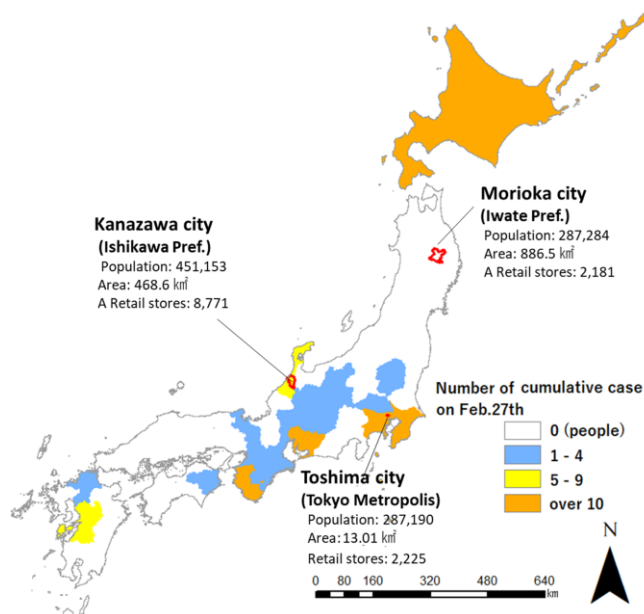 Morioka city
(Iwate Pref.)
Population: 287,284
Area: 886.5 ㎢
A Retail stores: 2,181
Kanazawa city
(Ishikawa Pref.)
Population: 451,153
Area: 468.6 ㎢
A Retail stores: 8,771
Number of cumulative case
on Feb.27th
0 (people)
1 - 4
5 - 9
over 10
Toshima city
(Tokyo Metropolis)
Population: 287,190
Area: 13.01 ㎢
Retail stores: 2,225
N
0 80 160 320 480 640
km